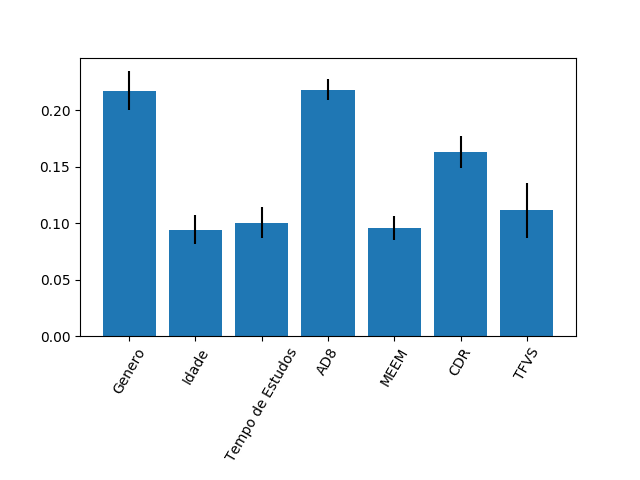 0.20
0.15
0.10
0.05
0.00
Genero
Idade
Tempo de Estudos
AD8
MEEM
CDR
TFVS